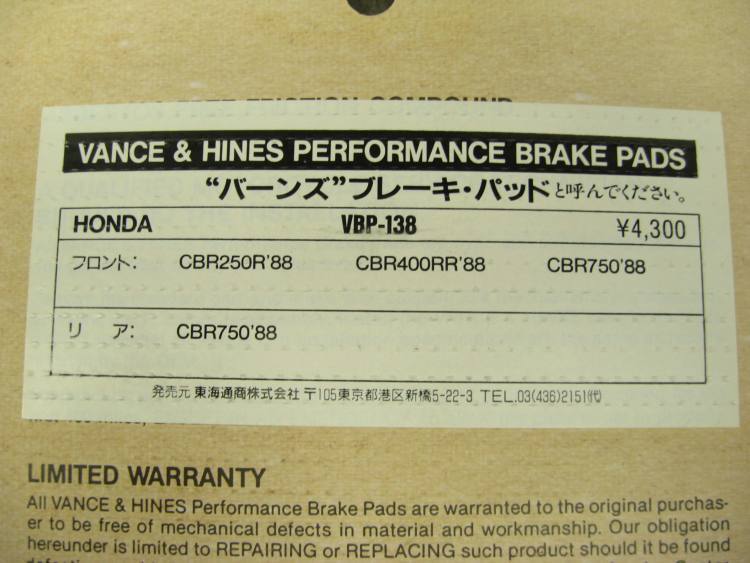 FRICTION COMPOUND
VANCE & HINES PERFORMANCE BRAKE PADS
“バーンズ”ブレーキ・パッドと呼んでください。
HONDA VBP-138 ¥4,300
フロント: CBR250R'88 CBR400RR'88 CBR750'88
リ ア: CBR750'88
発売元 東海通商株式会社 〒105東京都港区新橋5-22-3 TEL.03(436)2151㈹
LIMITED WARRANTY
All VANCE & HINES Performance Brake Pads are warranted to the original purchas-
er to be free of mechanical defects in material and workmanship. Our obligation
hereunder is limited to REPAIRING or REPLACING such product should it be found